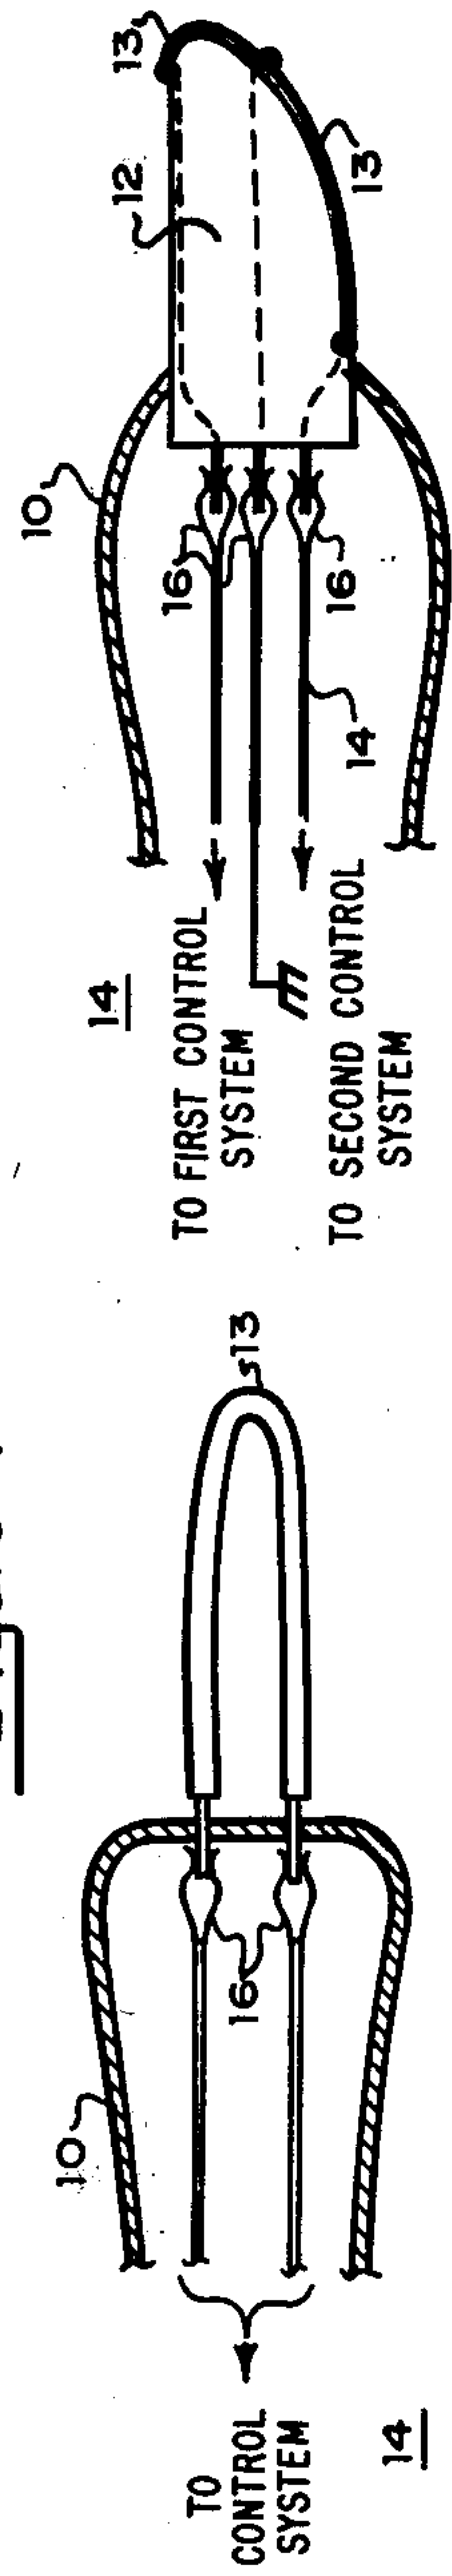 10
16
13
TO
CONTROL
SYSTEM
14
10
12
13
16
14
16
13
TO FIRST CONTROL
SYSTEM
14
TO SECOND CONTROL
SYSTEM